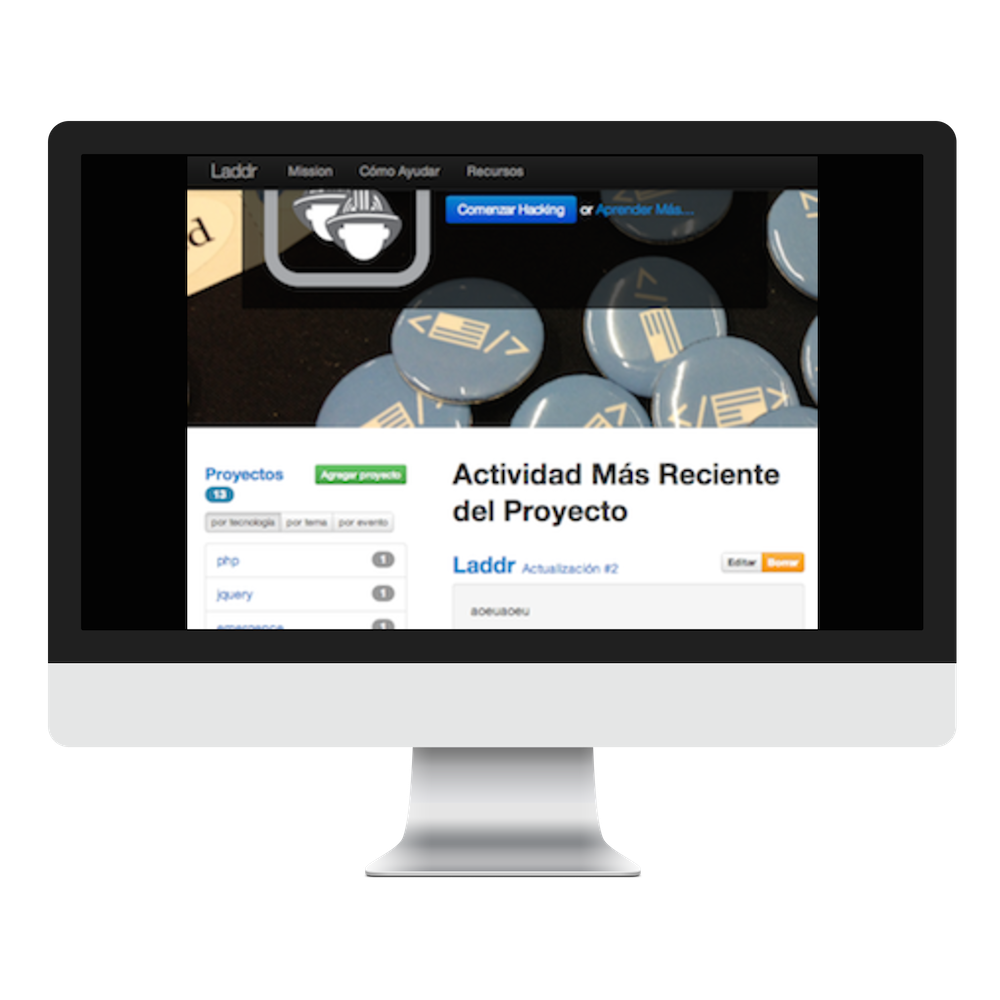 Laddr Mission Cómo Ayudar Recursos
Comenzar Hacking or Aprender Más...
d
</>
</>
</>
</>
</>
Proyectos Agregar proyecto
13
por tecnología por tema por evento
php 1
jquery 1
emergence 1
Actividad Más Reciente
del Proyecto
Laddr Actualización #2 Editar Borrar
aoeuaoeu